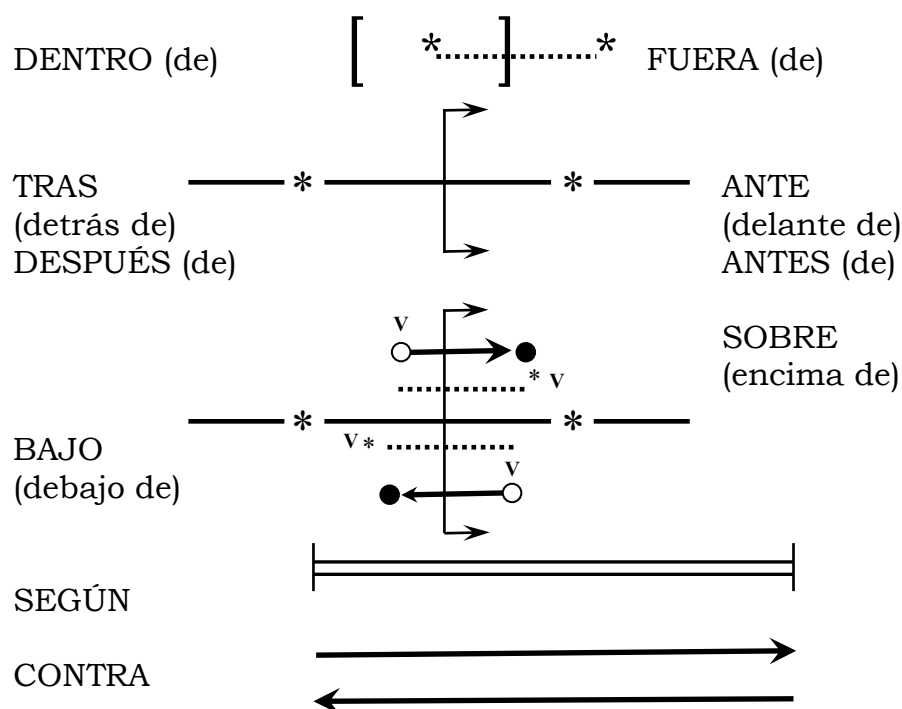 DENTRO (de)
* *
FUERA (de)
TRAS
(detrás de)
DESPUÉS (de)
* *
ANTE
(delante de)
ANTES (de)
v
* v
SOBRE
(encima de)
* *
v *
v
BAJO
(debajo de)
SEGÚN
CONTRA